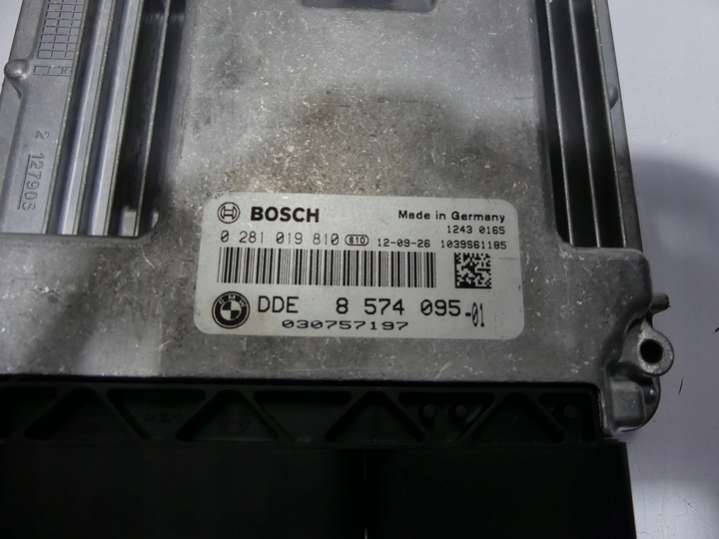 BOSCH Made in Germany
1243 0165
0 281 019 810 810 12-09-26 1039S61185
BMW
DDE 8 574 095-01
030757197
2 127903